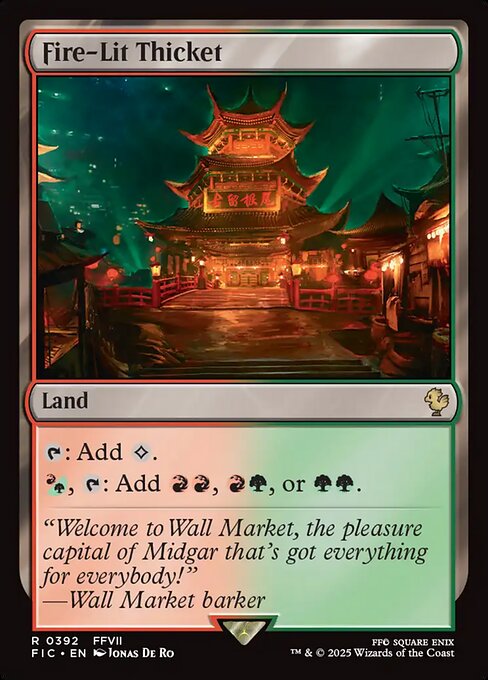 Fire-Lit Thicket
Land
: Add .
, : Add , , or .
“Welcome to Wall Market, the pleasure
capital of Midgar that’s got everything
for everybody!”
—Wall Market barker
R 0392 FFVII
FIC • EN Jonas De Ro
FF® SQUARE ENIX
™ & © 2025 Wizards of the Coast